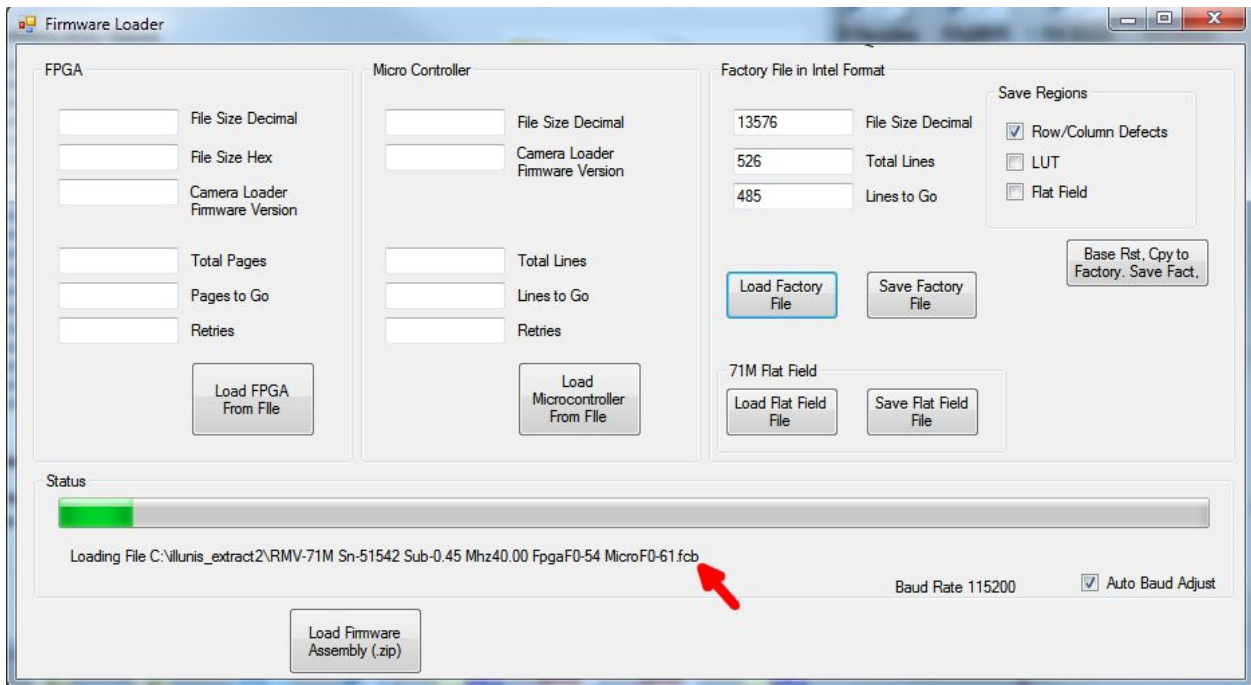 Firmware Loader
FPGA
File Size Decimal
File Size Hex
Camera Loader
Firmware Version
Total Pages
Pages to Go
Retries
Load FPGA
From FIle
Micro Controller
File Size Decimal
Camera Loader
Firmware Version
Total Lines
Lines to Go
Retries
Load
Microcontroller
From FIle
Factory File in Intel Format
13576 File Size Decimal
526 Total Lines
485 Lines to Go
Save Regions
Row/Column Defects
LUT
Flat Field
Base Rst, Cpy to
Factory. Save Fact,
Load Factory
File
Save Factory
File
71M Flat Field
Load Flat Field
File
Save Flat Field
File
Status
Loading File C:\illunis_extract2\RMV-71M Sn-51542 Sub-0.45 Mhz40.00 FpgaF0-54 MicroF0-61.fcb
Baud Rate 115200
Auto Baud Adjust
Load Firmware
Assembly (.zip)